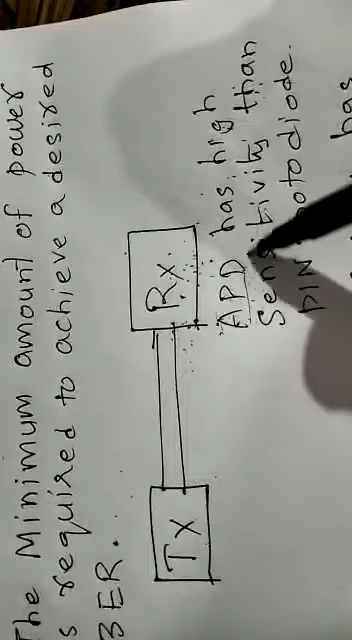 The Minimum amount of power
s required to achieve a desired
BER.
Tx
Rx.
APD has high
Sensitivity than
PIN photodiode.
has